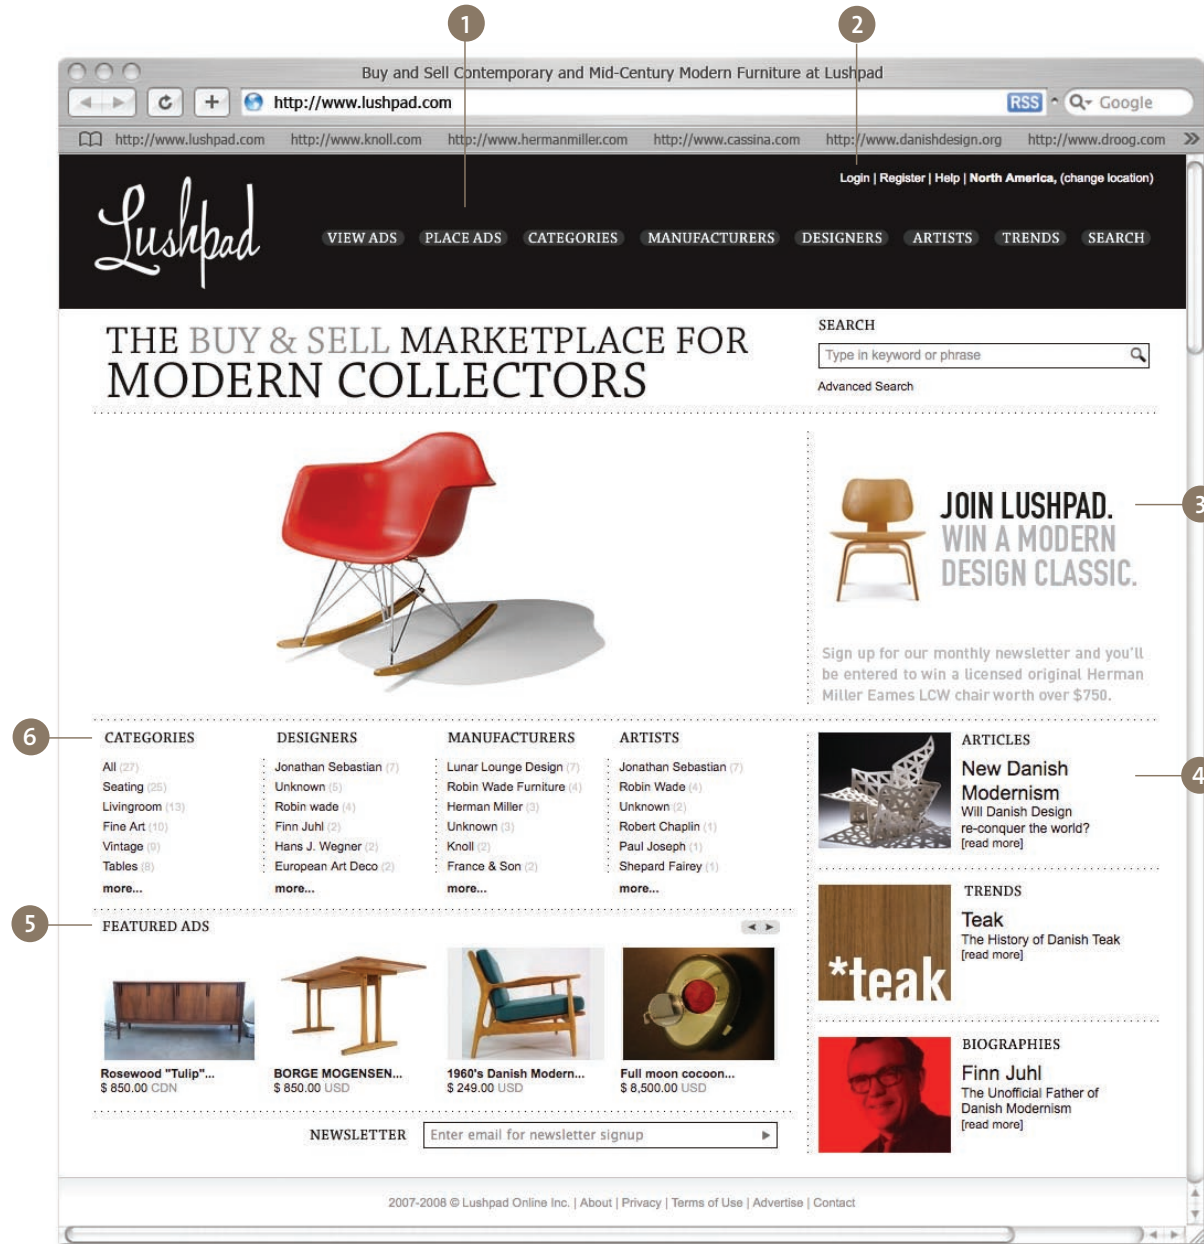 1
2
Buy and Sell Contemporary and Mid-Century Modern Furniture at Lushpad
http://www.lushpad.com
RSS
Google
http://www.lushpad.com http://www.knoll.com http://www.hermanmiller.com http://www.cassina.com http://www.danishdesign.org http://www.droog.com
Login | Register | Help | North America, (change location)
Lushpad
VIEW ADS PLACE ADS CATEGORIES MANUFACTURERS DESIGNERS ARTISTS TRENDS SEARCH
THE BUY & SELL MARKETPLACE FOR
MODERN COLLECTORS
SEARCH
Type in keyword or phrase
Advanced Search
3
JOIN LUSHPAD.
WIN A MODERN
DESIGN CLASSIC.
Sign up for our monthly newsletter and you'll
be entered to win a licensed original Herman
Miller Eames LCW chair worth over $750.
6
CATEGORIES
All (27)
Seating (25)
Livingroom (13)
Fine Art (10)
Vintage (9)
Tables (8)
more...
DESIGNERS
Jonathan Sebastian (7)
Unknown (5)
Robin wade (4)
Finn Juhl (2)
Hans J. Wegner (2)
European Art Deco (2)
more...
MANUFACTURERS
Lunar Lounge Design (7)
Robin Wade Furniture (4)
Herman Miller (3)
Unknown (3)
Knoll (2)
France & Son (2)
more...
ARTISTS
Jonathan Sebastian (7)
Robin Wade (4)
Unknown (2)
Robert Chaplin (1)
Paul Joseph (1)
Shepard Fairey (1)
more...
4
ARTICLES
New Danish
Modernism
Will Danish Design
re-conquer the world?
[read more]
TRENDS
Teak
The History of Danish Teak
[read more]
*teak
BIOGRAPHIES
Finn Juhl
The Unofficial Father of
Danish Modernism
[read more]
5
FEATURED ADS
Rosewood "Tulip"...
$ 850.00 CDN
BORGE MOGENSEN...
$ 850.00 USD
1960's Danish Modern...
$ 249.00 USD
Full moon cocoon...
$ 8,500.00 USD
NEWSLETTER
Enter email for newsletter signup
2007-2008 © Lushpad Online Inc. | About | Privacy | Terms of Use | Advertise | Contact